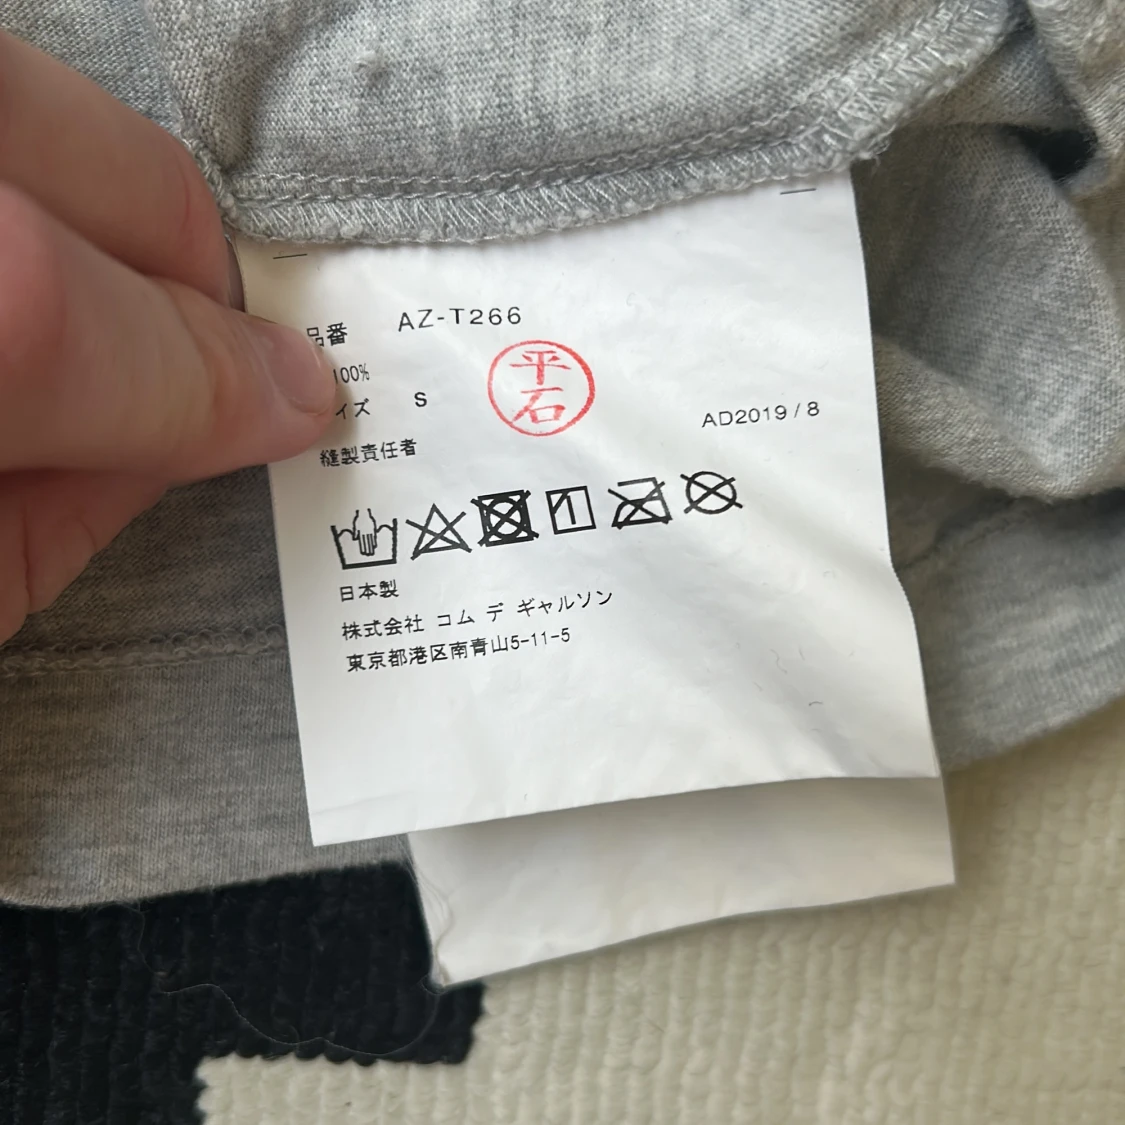 品番 AZ-T266
100%
イズ S
平石
AD2019/8
縫製責任者
日本製
株式会社 コム デ ギャルソン
東京都港区南青山5-11-5